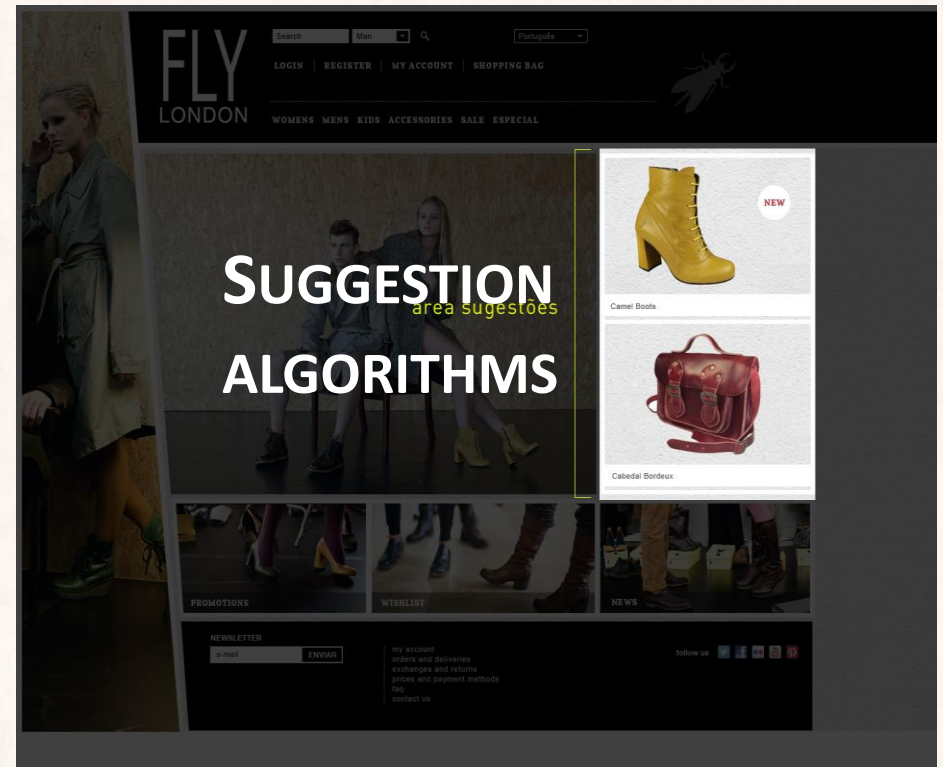 FLY
LONDON
Search
Man
Português
LOGIN
REGISTER
MY ACCOUNT
SHOPPING BAG
WOMENS MENS KIDS ACCESSORIES SALE ESPECIAL
SUGGESTION
area sugestões
ALGORITHMS
NEW
Camel Boots
Cabedal Bordeux
PROMOTIONS
WISHLIST
NEWS
NEWSLETTER
e-mail
ENVIAR
my account
orders and deliveries
exchanges and returns
prices and payment methods
faq
contact us
follow us